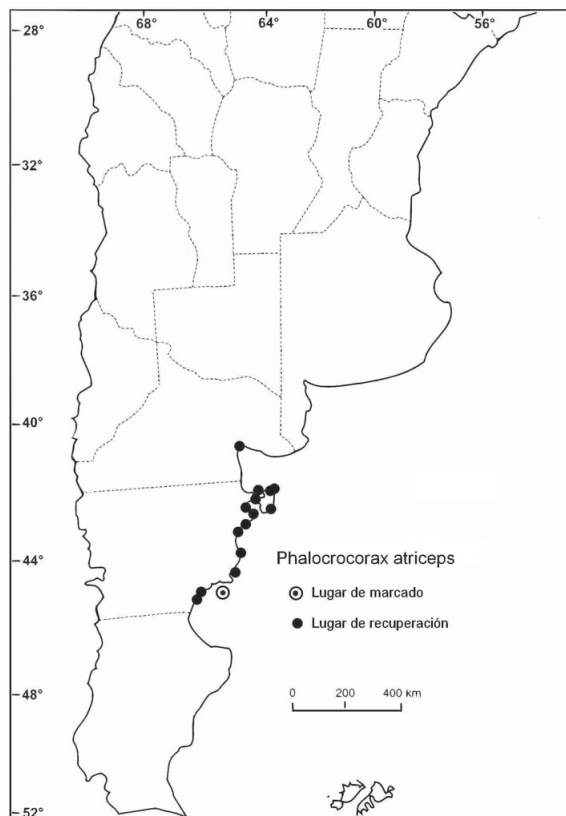 68° 64° 60° 56°
28°
32°
36°
40°
44°
48°
52°
Phalocrocorax atriceps
Lugar de marcado
Lugar de recuperación
0 200 400 km